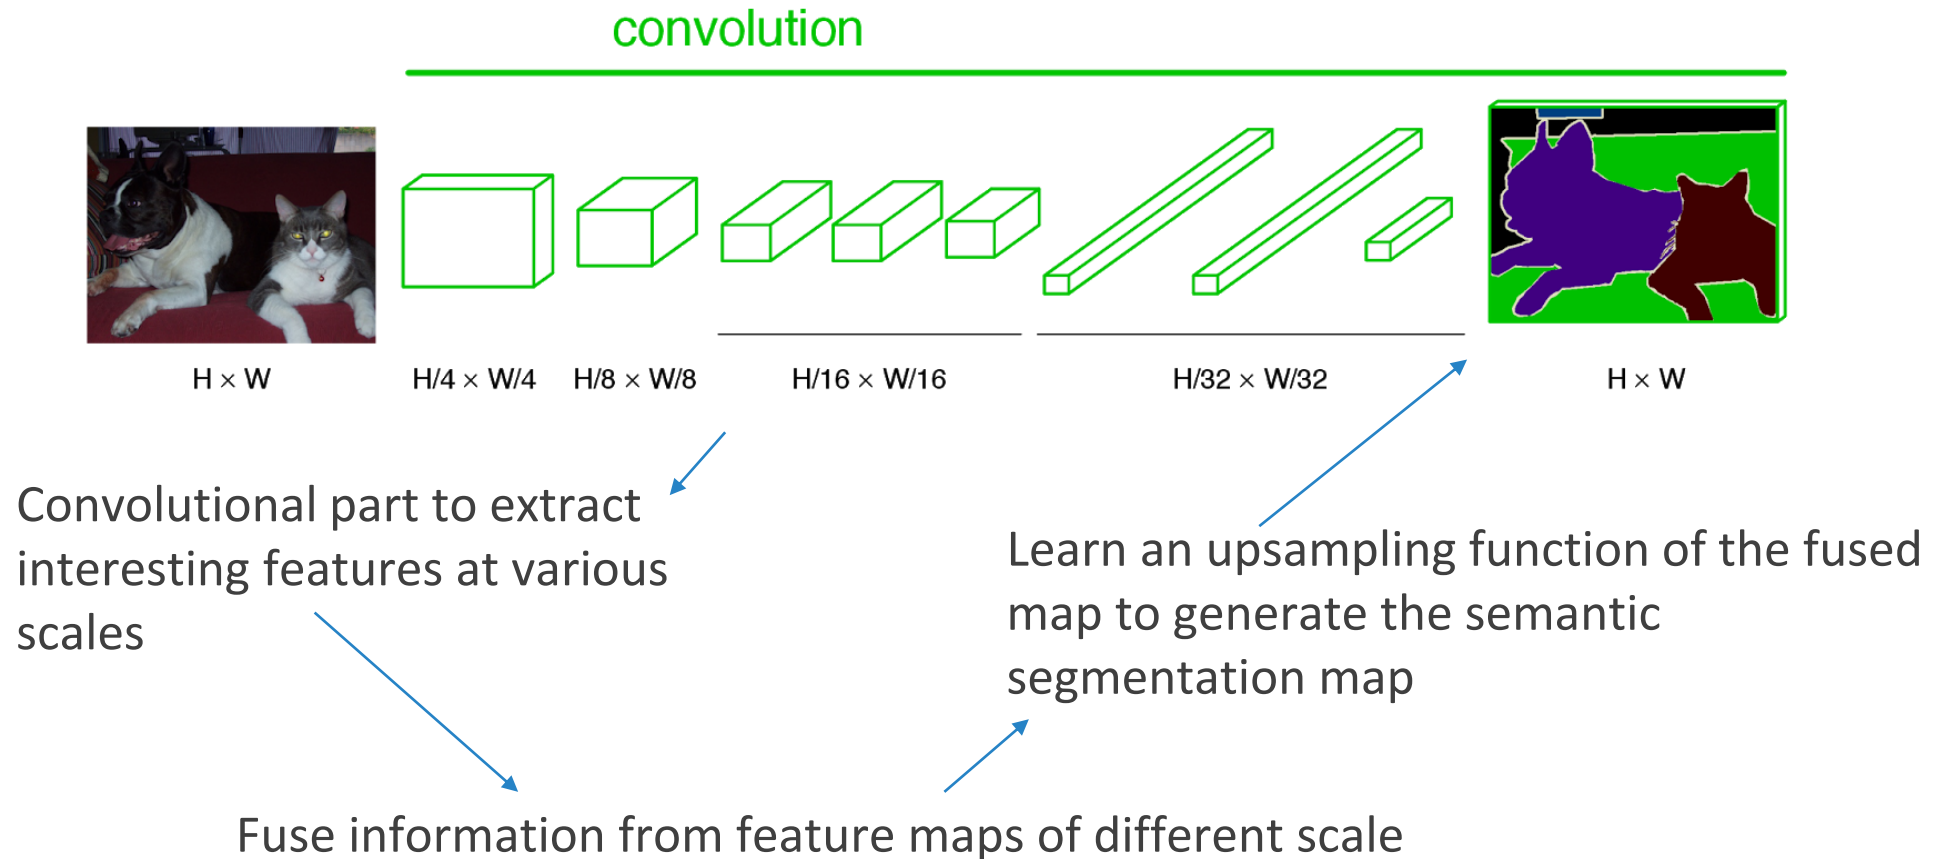 convolution
H × W
H/4 × W/4
H/8 × W/8
H/16 × W/16
H/32 × W/32
H × W
Convolutional part to extract
interesting features at various
scales
Learn an upsampling function of the fused
map to generate the semantic
segmentation map
Fuse information from feature maps of different scale